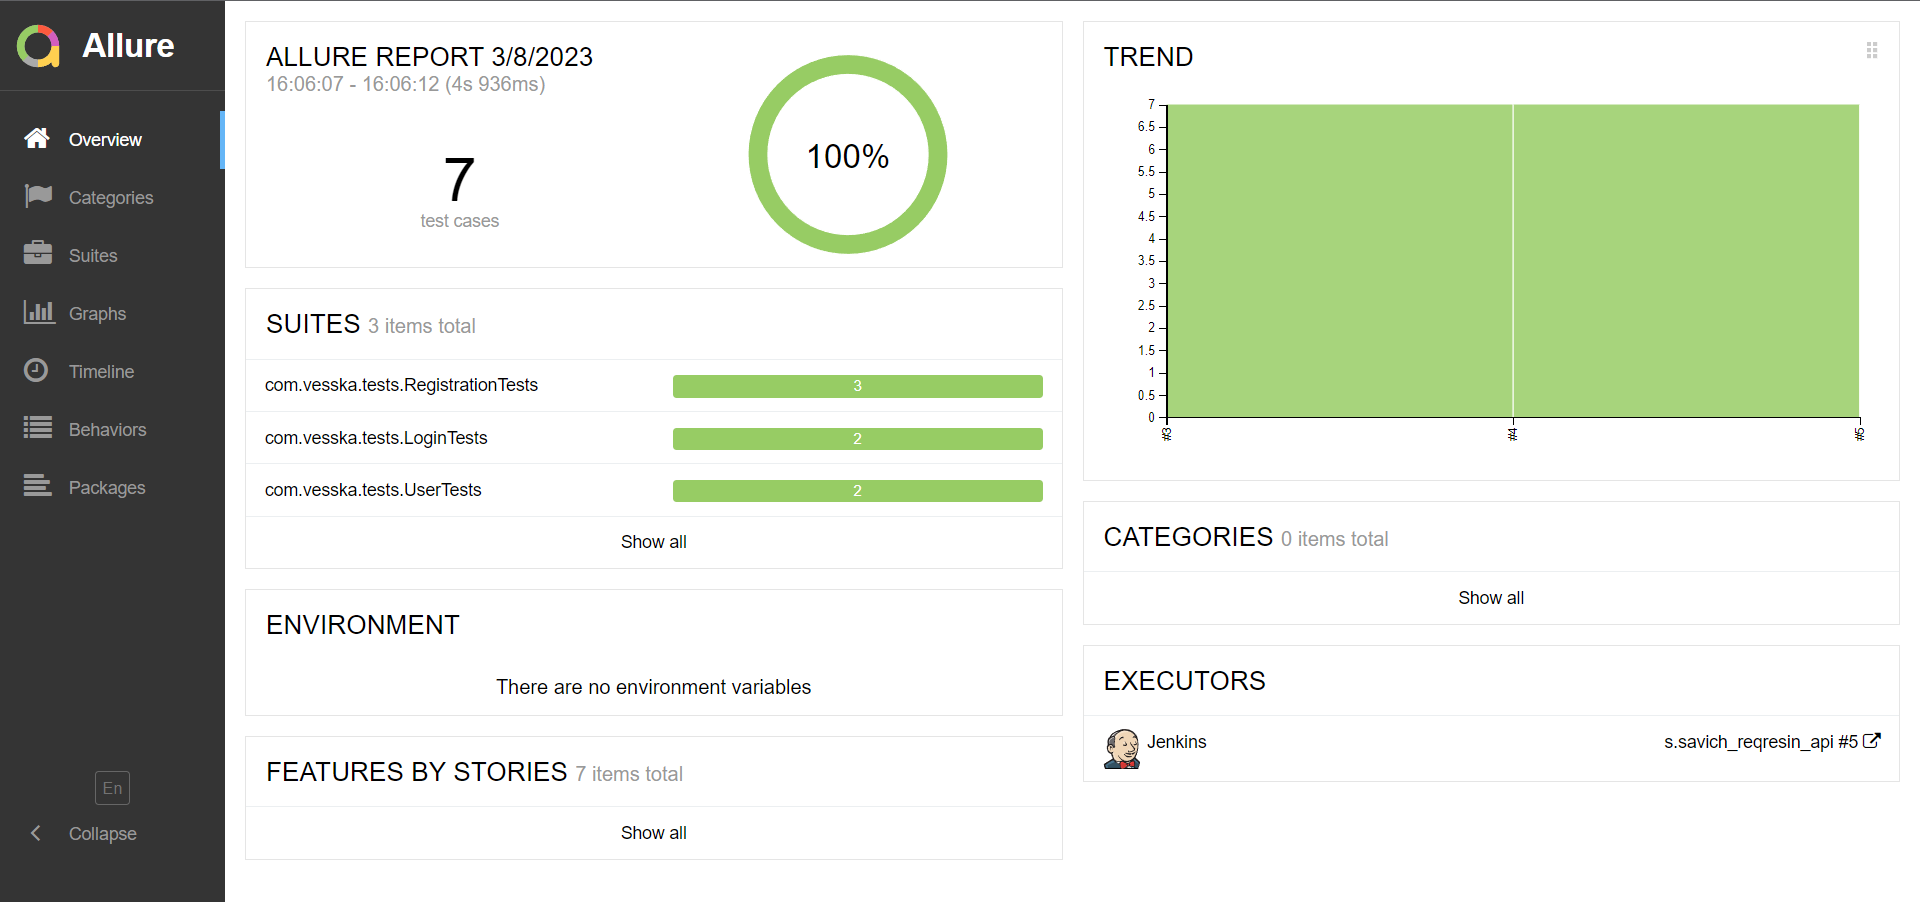 Allure
Overview
Categories
Suites
Graphs
Timeline
Behaviors
Packages
En
Collapse
ALLURE REPORT 3/8/2023
16:06:07 - 16:06:12 (4s 936ms)
7
test cases
100%
SUITES 3 items total
com.vesska.tests.RegistrationTests 3
com.vesska.tests.LoginTests 2
com.vesska.tests.UserTests 2
Show all
ENVIRONMENT
There are no environment variables
FEATURES BY STORIES 7 items total
Show all
TREND
7
6.5
6
5.5
5
4.5
4
3.5
3
2.5
2
1.5
1
0.5
0
#3 #4 #5
CATEGORIES 0 items total
Show all
EXECUTORS
Jenkins s.savich_reqresin_api #5